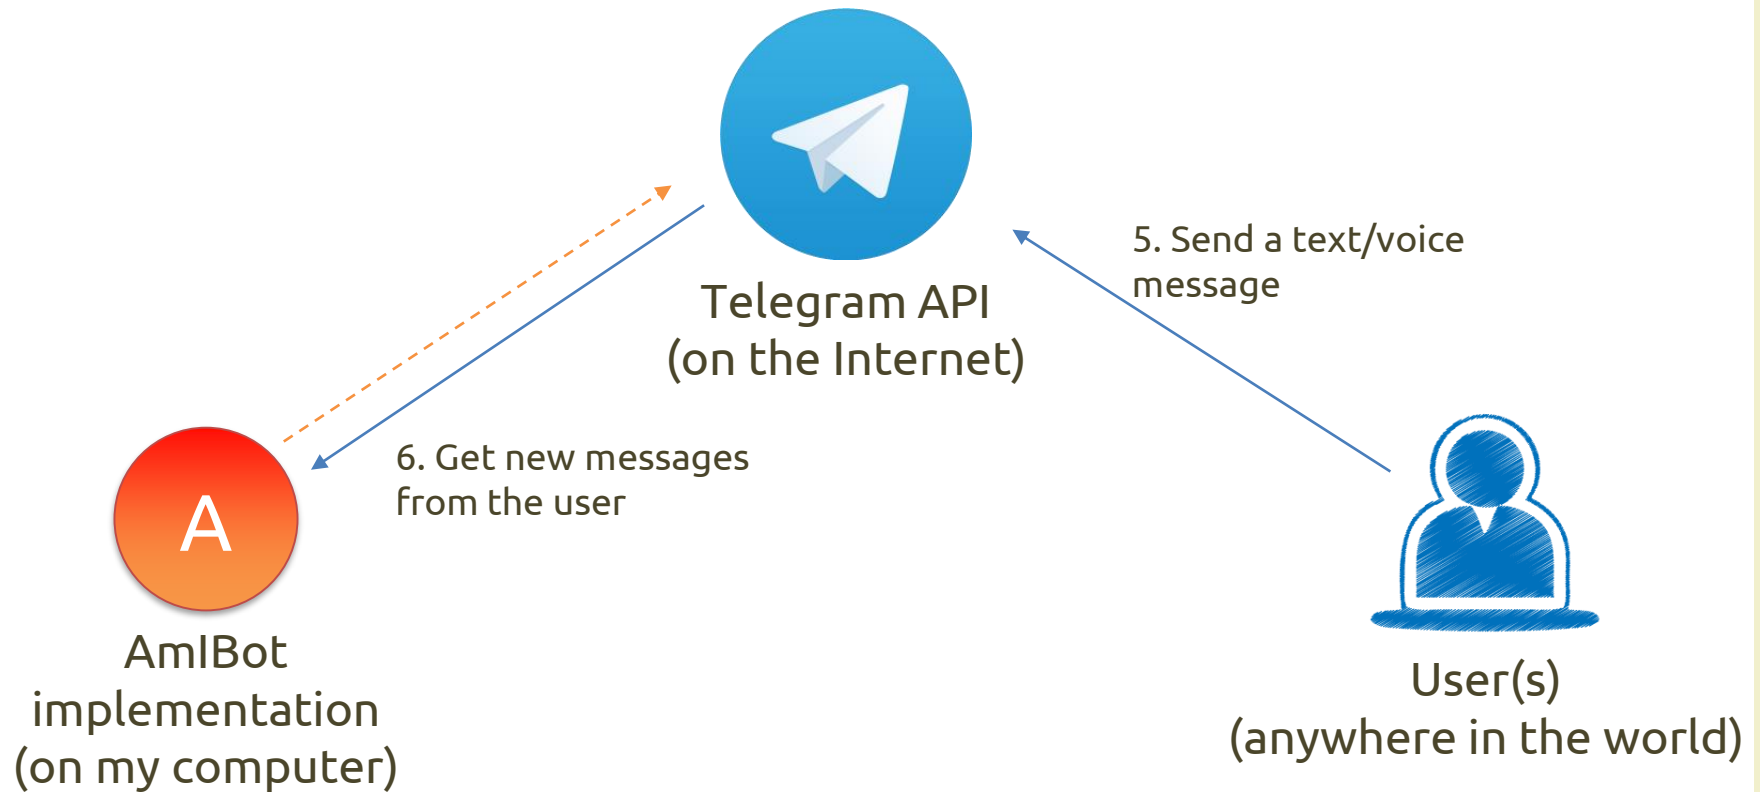 5. Send a text/voice
message
Telegram API
(on the Internet)
6. Get new messages
from the user
A
AmIBot
implementation
(on my computer)
User(s)
(anywhere in the world)